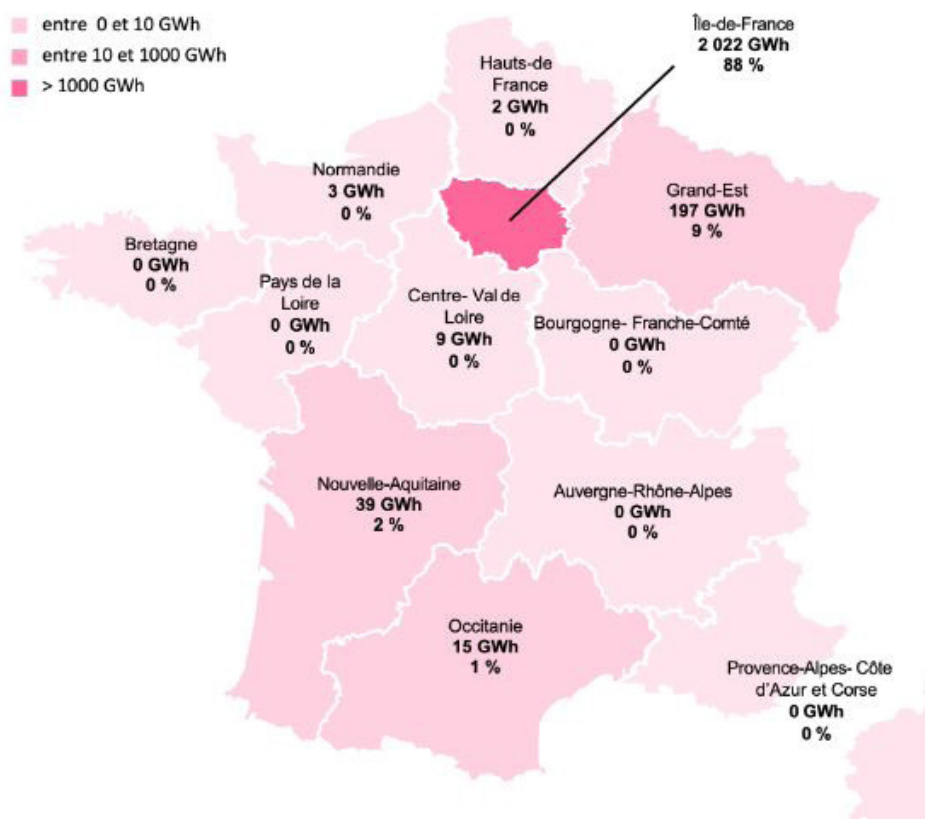 entre 0 et 10 GWh
entre 10 et 1000 GWh
> 1000 GWh
Île-de-France
2 022 GWh
88 %
Hauts-de
France
2 GWh
0 %
Normandie
3 GWh
0 %
Grand-Est
197 GWh
9 %
Bretagne
0 GWh
0 %
Pays de la
Loire
0 GWh
0 %
Centre- Val de
Loire
9 GWh
0 %
Bourgogne- Franche-Comté
0 GWh
0 %
Nouvelle-Aquitaine
39 GWh
2 %
Auvergne-Rhône-Alpes
0 GWh
0 %
Occitanie
15 GWh
1 %
Provence-Alpes- Côte
d'Azur et Corse
0 GWh
0 %